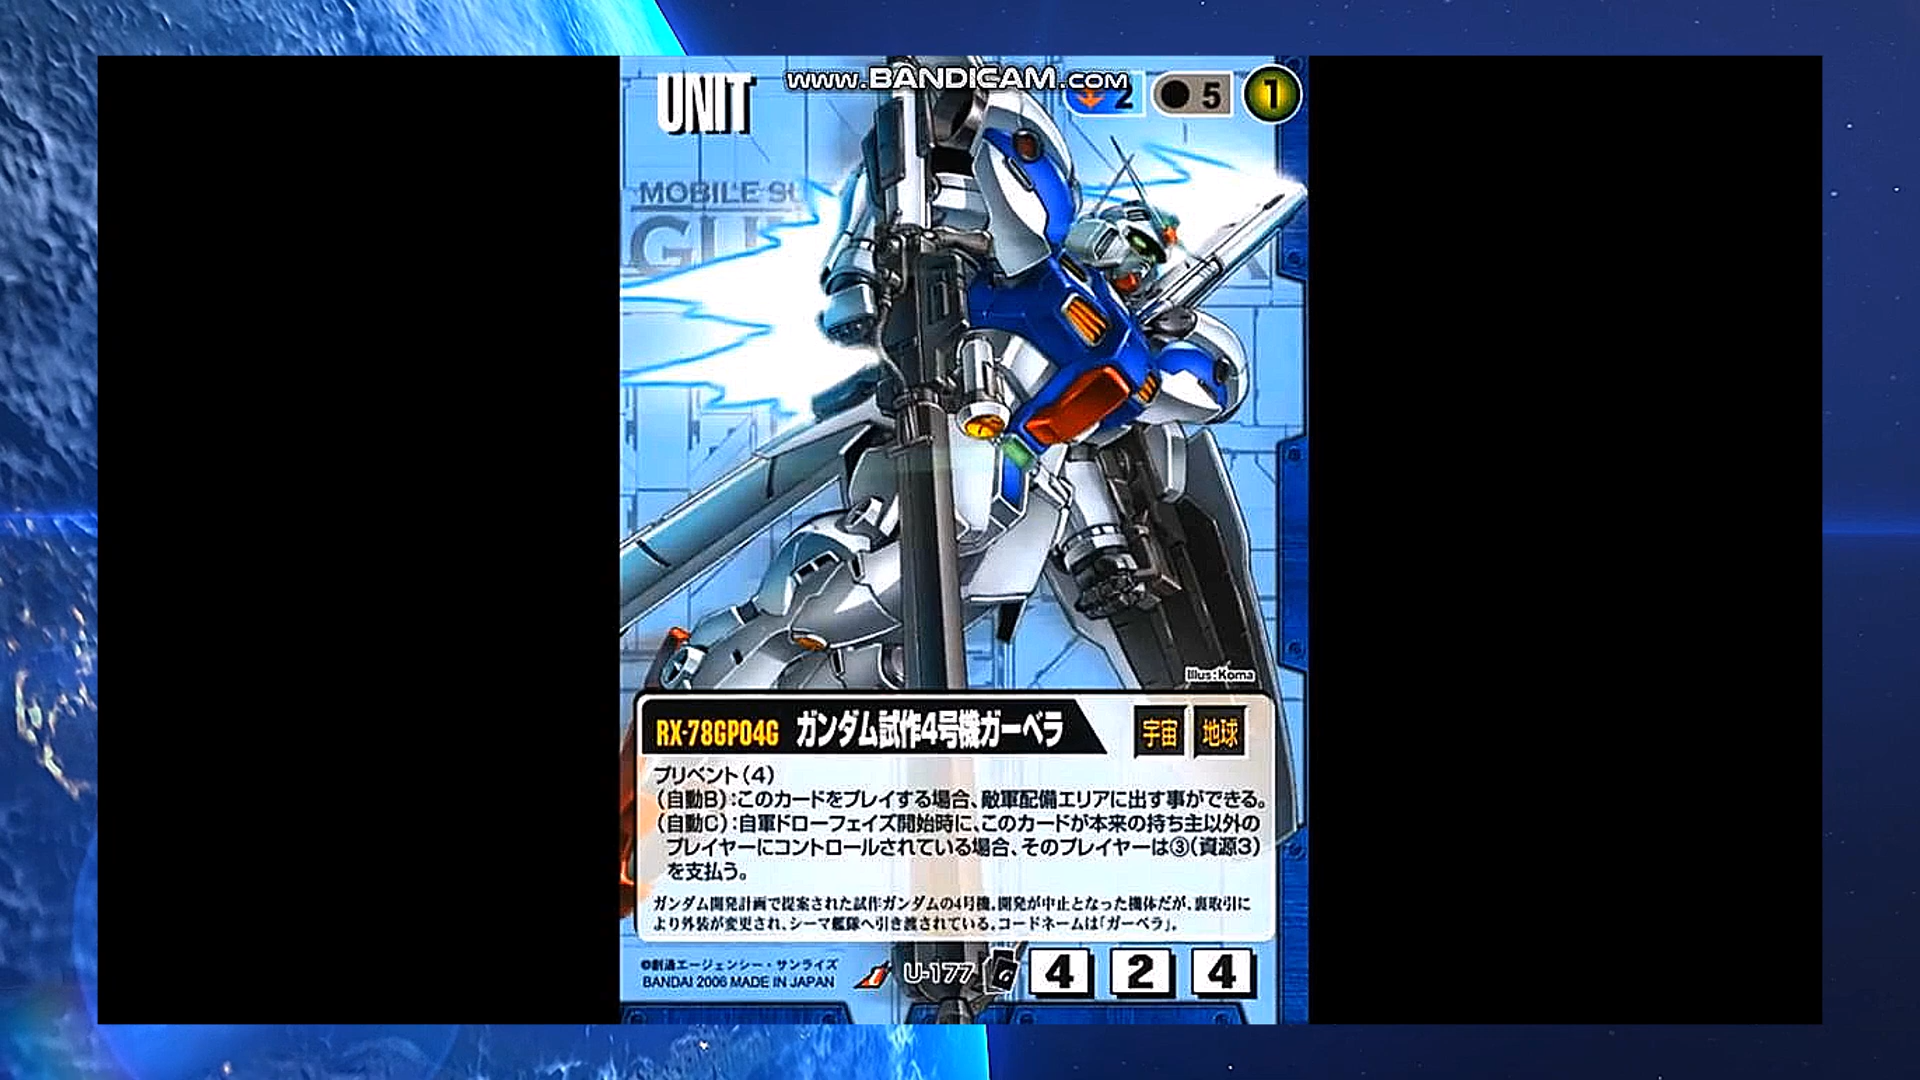 www.BANDICAM.com
UNIT
2
5
1
MOBILE SU
GU
Illus:Koma
RX-78GP04G ガンダム試作4号機ガーベラ
宇宙 地球
プリベント(4)
(自動B):このカードをプレイする場合、敵軍配備エリアに出す事ができる。
(自動C):自軍ドローフェイズ開始時に、このカードが本来の持ち主以外の
プレイヤーにコントロールされている場合、そのプレイヤーは③(資源3)
を支払う。
ガンダム開発計画で提案された試作ガンダムの4号機。開発が中止となった機体だが、裏取引に
より外装が変更され、シーマ艦隊へ引き渡されている。コードネームは「ガーベラ」。
©創通エージェンシー・サンライズ
BANDAI 2006 MADE IN JAPAN
U-177 G 4 2 4